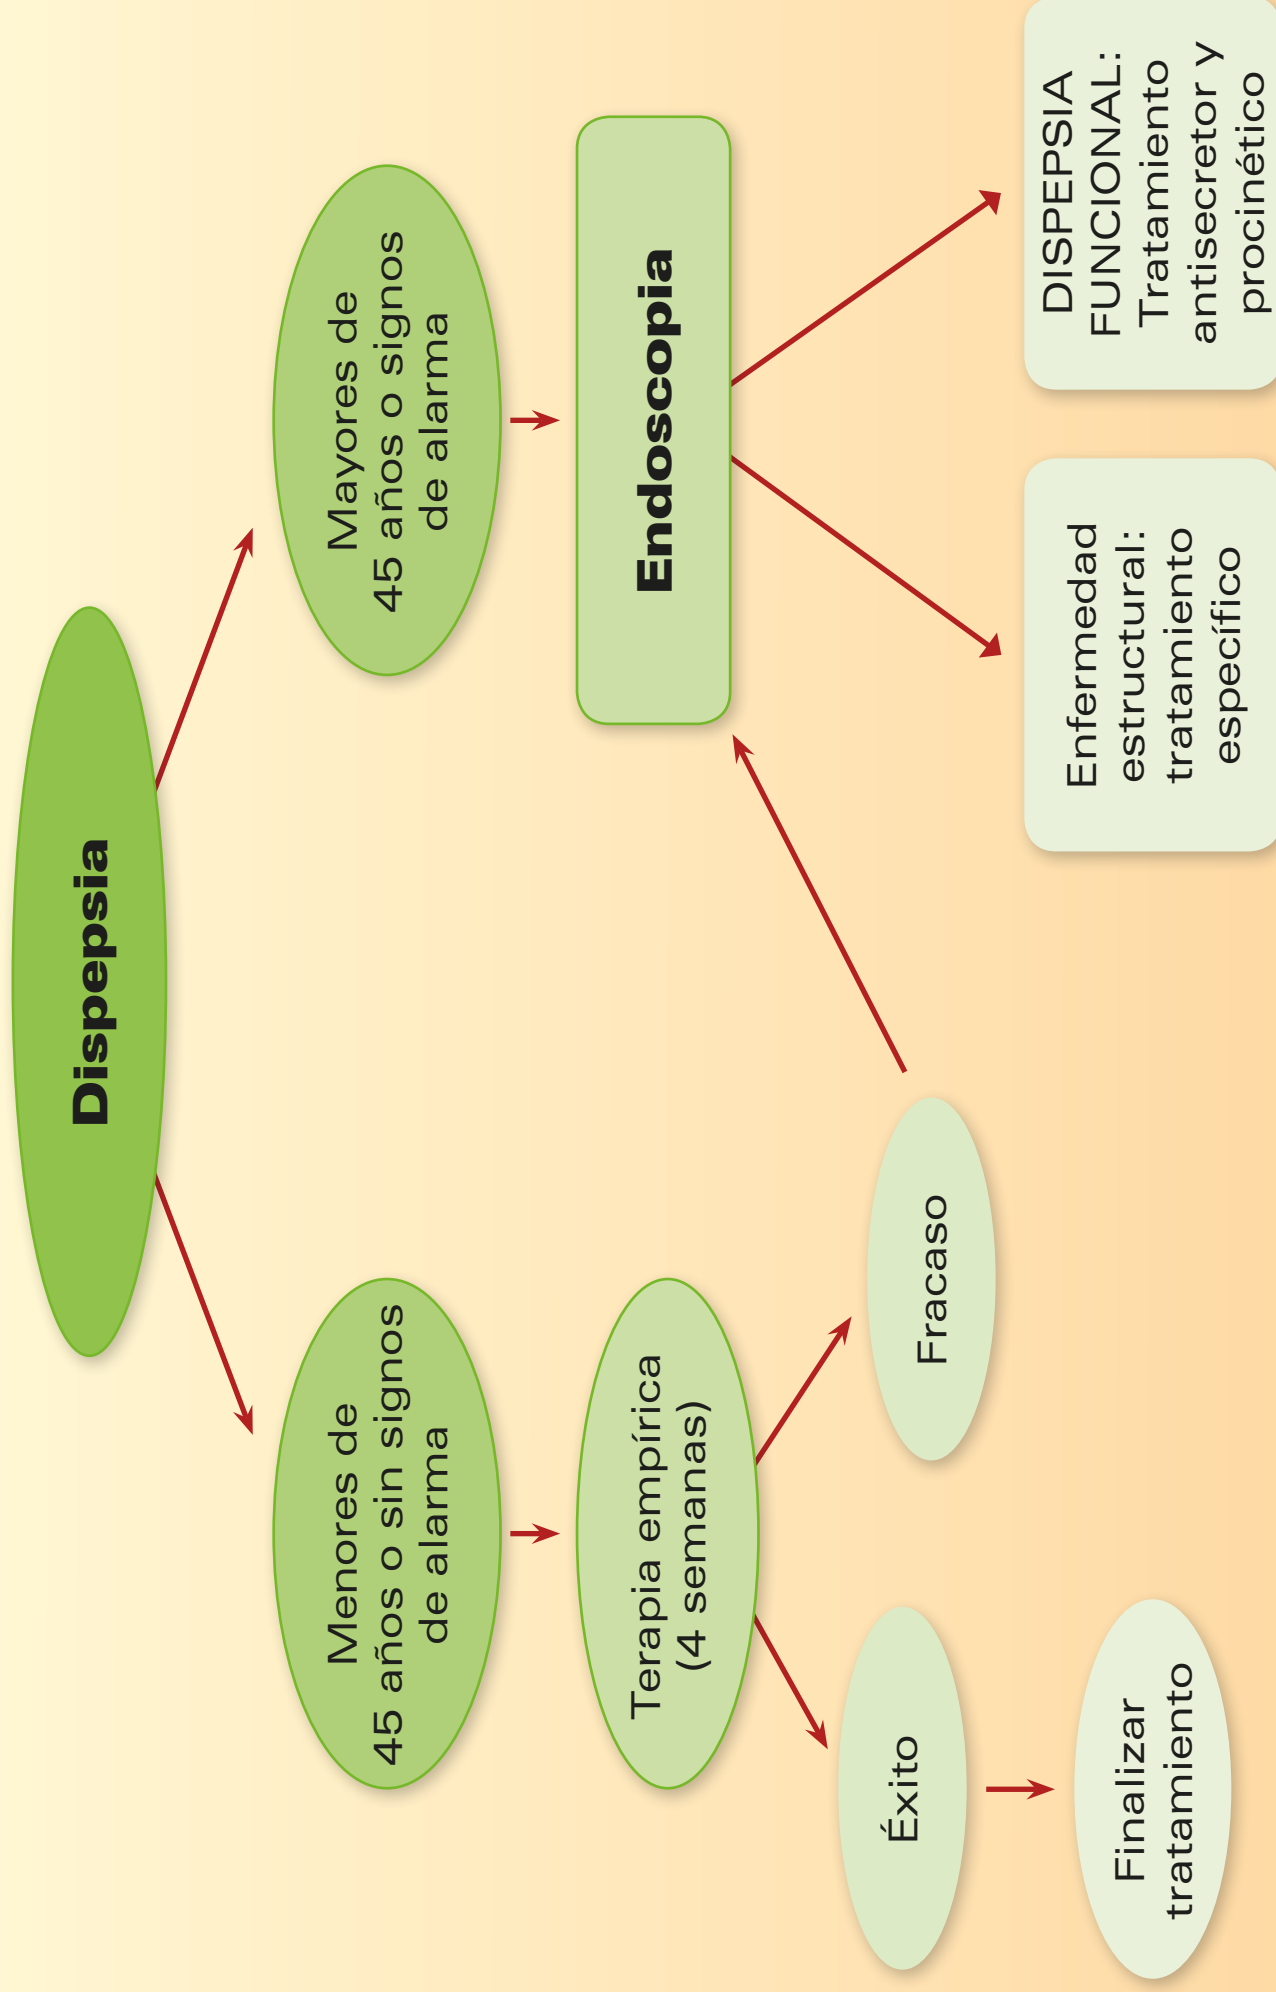 Dispepsia
Menores de
45 años o sin signos
de alarma
Mayores de
45 años o signos
de alarma
Terapia empírica
(4 semanas)
Endoscopia
Éxito
Fracaso
Finalizar
tratamiento
Enfermedad
estructural:
tratamiento
específico
DISPEPSIA
FUNCIONAL:
Tratamiento
antisecretor y
procinético